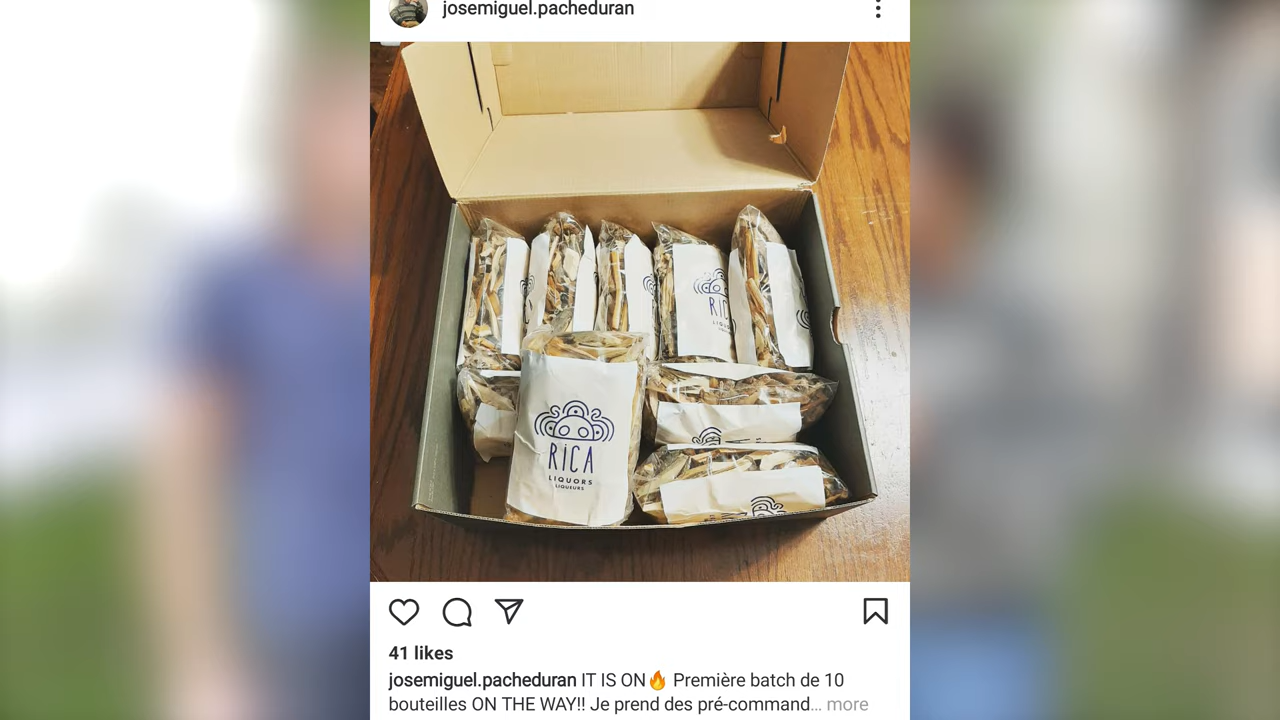 josemiguel.pacheduran
RICA
LIQUORS
LIQUEURS
41 likes
josemiguel.pacheduran IT IS ON🔥 Première batch de 10
bouteilles ON THE WAY!! Je prend des pré-command… more